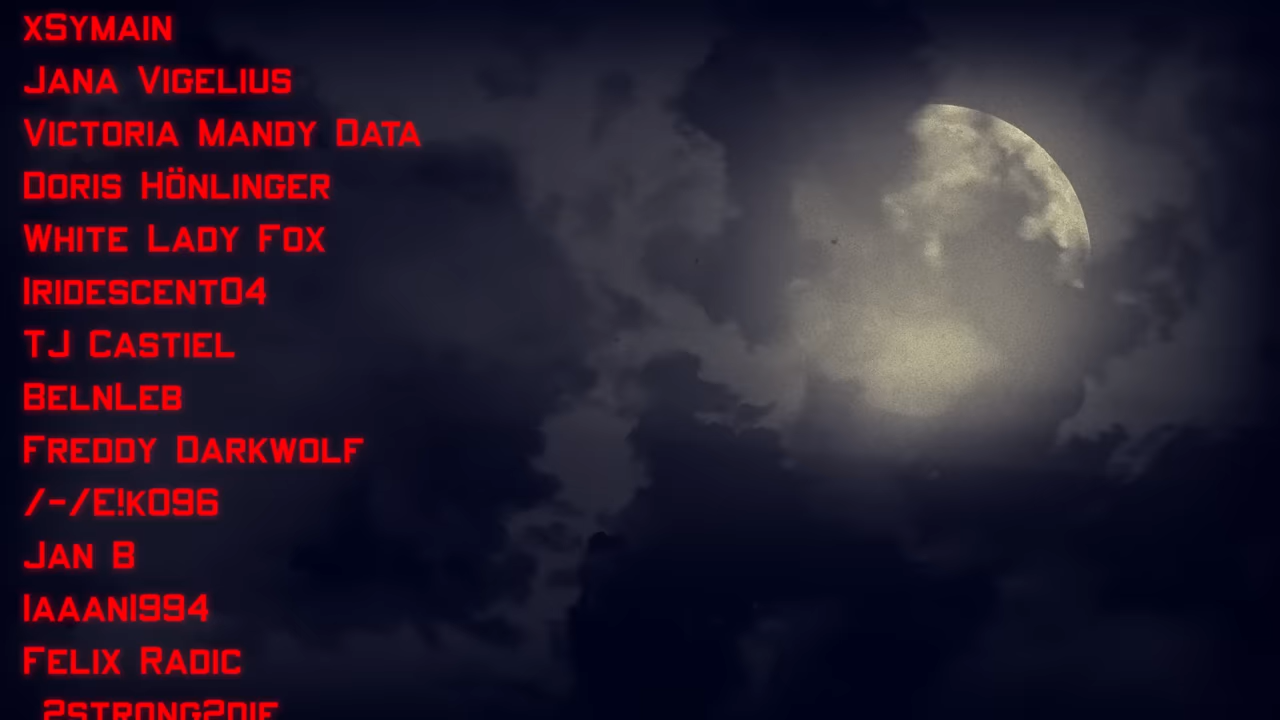 xSymain
Jana Vigelius
Victoria Mandy Data
Doris Hönlinger
White Lady Fox
Iridescent04
TJ Castiel
BelnLeb
Freddy Darkwolf
/-/E!k096
Jan B
Iaaan1994
Felix Radic
2strong2die